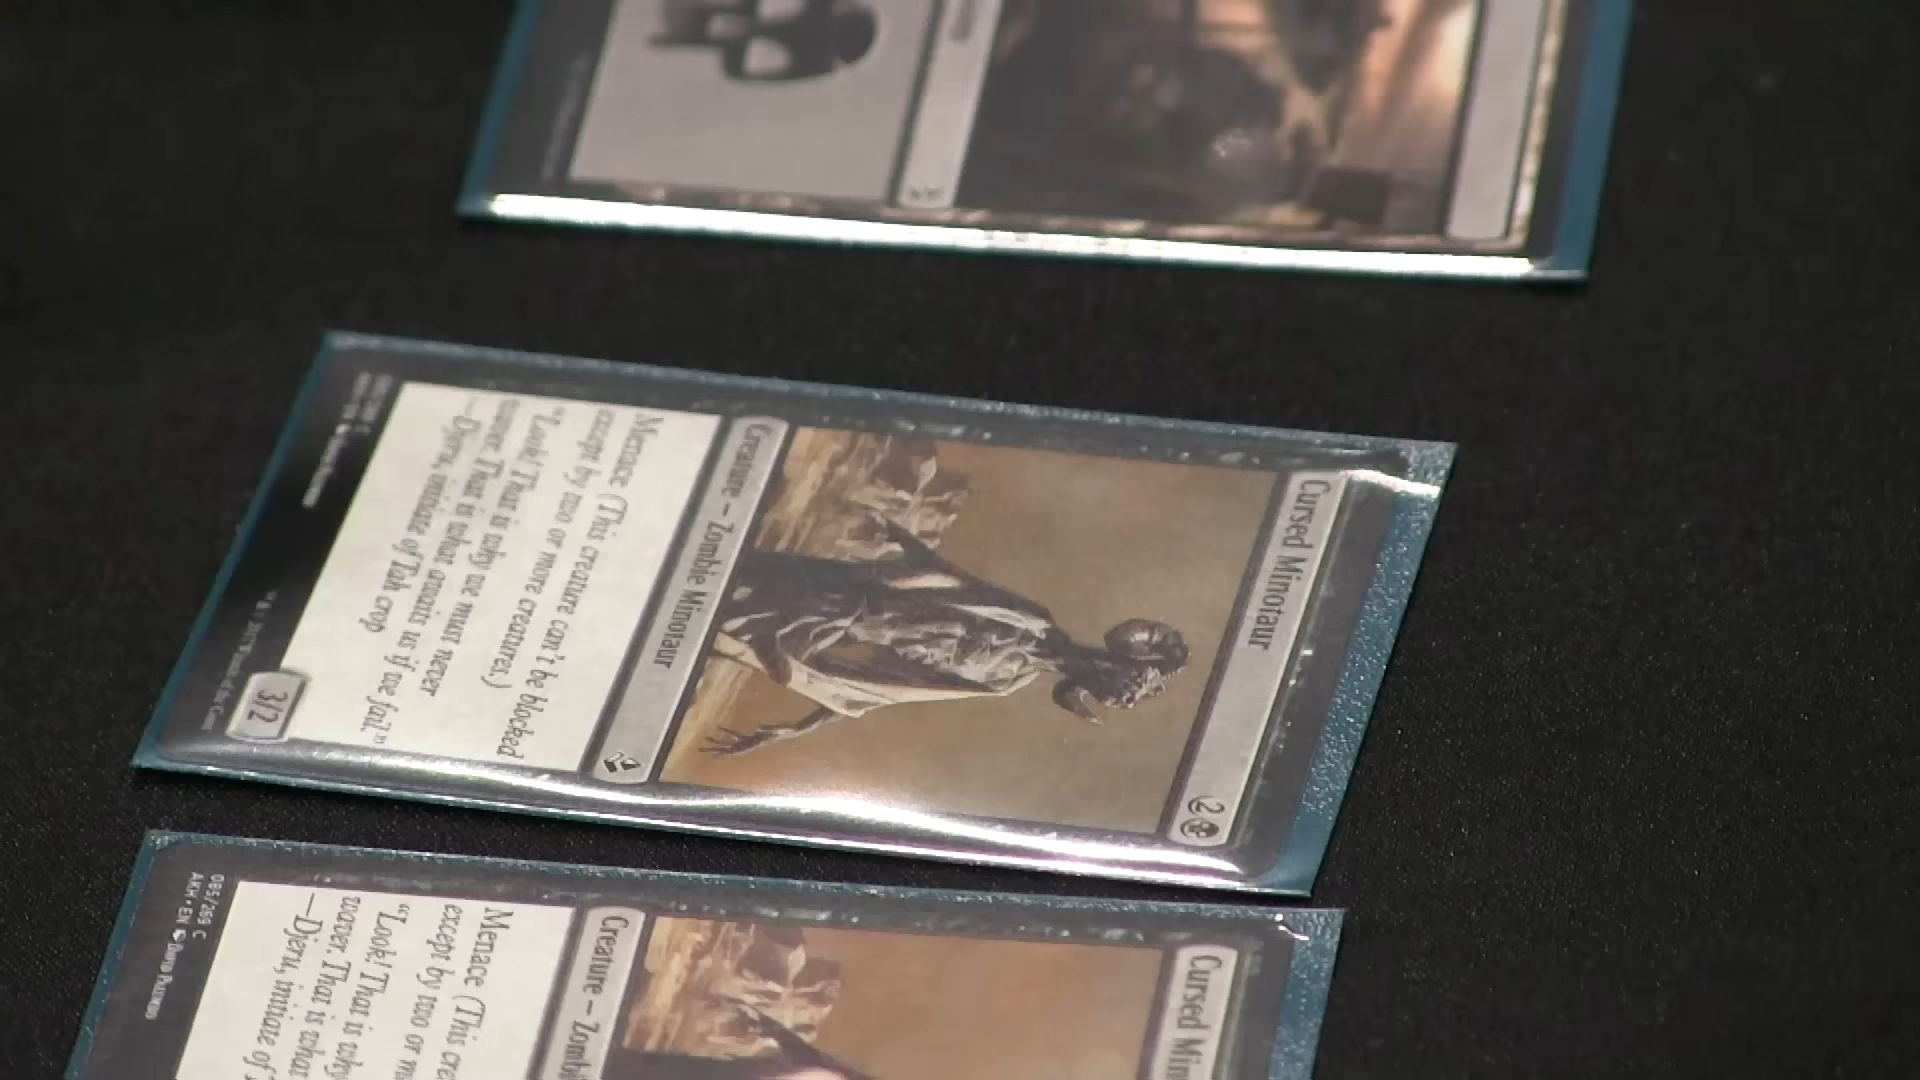 Cursed Minotaur
2
Creature – Zombie Minotaur
Menace (This creature can't be blocked
except by two or more creatures.)
"Look! That is why we must never
waver. That is what awaits us if we fail."
—Djeru, initiate of Tah crop
3/2
Cursed Min
Creature – Zombi
Menace (This crea
except by two or m
"Look! That is why
waver. That is what
—Djeru, initiate of
085/269 C
AKH • EN